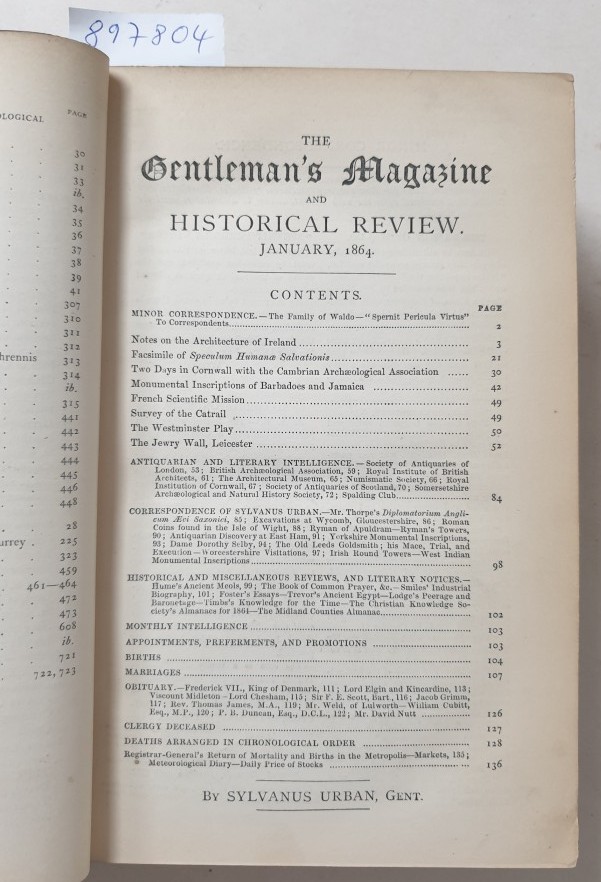 897804
OLOGICAL PAGE
30
31
33
ib.
34
35
36
37
38
39
41
307
310
311
312
hrennis 313
314
ib.
315
441
442
443
444
445
446
448
28
urrey . 225
323
459
461—464
472
473
608
ib.
721
722, 723
THE
Gentleman's Magazine
AND
HISTORICAL REVIEW.
JANUARY, 1864.
CONTENTS.
PAGE
MINOR CORRESPONDENCE.—The Family of Waldo—"Spernit Pericula Virtus"
To Correspondents 2
Notes on the Architecture of Ireland 3
Facsimile of Speculum Humanæ Salvationis 21
Two Days in Cornwall with the Cambrian Archæological Association 30
Monumental Inscriptions of Barbadoes and Jamaica 42
French Scientific Mission 49
Survey of the Catrail 49
The Westminster Play 50
The Jewry Wall, Leicester 52
ANTIQUARIAN AND LITERARY INTELLIGENCE.—Society of Antiquaries of
London, 53; British Archæological Association, 59; Royal Institute of British
Architects, 61; The Architectural Museum, 65; Numismatic Society, 66; Royal
Institution of Cornwall, 67; Society of Antiquaries of Scotland, 70; Somersetshire
Archæological and Natural History Society, 72; Spalding Club 84
CORRESPONDENCE OF SYLVANUS URBAN.—Mr. Thorpe's Diplomatorium Angli-
cum Ævi Saxonici, 85; Excavations at Wycomb, Gloucestershire, 86; Roman
Coins found in the Isle of Wight, 88; Ryman of Apuldram—Ryman's Towers,
90; Antiquarian Discovery at East Ham, 91; Yorkshire Monumental Inscriptions,
93; Dame Dorothy Selby, 94; The Old Leeds Goldsmith; his Mace, Trial, and
Execution—Worcestershire Visitations, 97; Irish Round Towers—West Indian
Monumental Inscriptions 98
HISTORICAL AND MISCELLANEOUS REVIEWS, AND LITERARY NOTICES.—
Hume's Ancient Meols, 99; The Book of Common Prayer, &c.—Smiles' Industrial
Biography, 101; Foster's Essays—Trevor's Ancient Egypt—Lodge's Peerage and
Baronetage—Timbs's Knowledge for the Time—The Christian Knowledge So-
ciety's Almanacs for 1864—The Midland Counties Almanac 102
MONTHLY INTELLIGENCE 103
APPOINTMENTS, PREFERMENTS, AND PROMOTIONS 103
BIRTHS 104
MARRIAGES 107
OBITUARY.—Frederick VII., King of Denmark, 111; Lord Elgin and Kincardine, 113;
Viscount Midleton—Lord Chesham, 115; Sir F. E. Scott, Bart., 116; Jacob Grimm,
117; Rev. Thomas James, M.A., 119; Mr. Weld, of Lulworth—William Cubitt,
Esq., M.P., 120; P. B. Duncan, Esq., D.C.L., 122; Mr. David Nutt 126
CLERGY DECEASED 127
DEATHS ARRANGED IN CHRONOLOGICAL ORDER 128
Registrar-General's Return of Mortality and Births in the Metropolis—Markets, 135;
Meteorological Diary—Daily Price of Stocks 136
BY SYLVANUS URBAN, GENT.